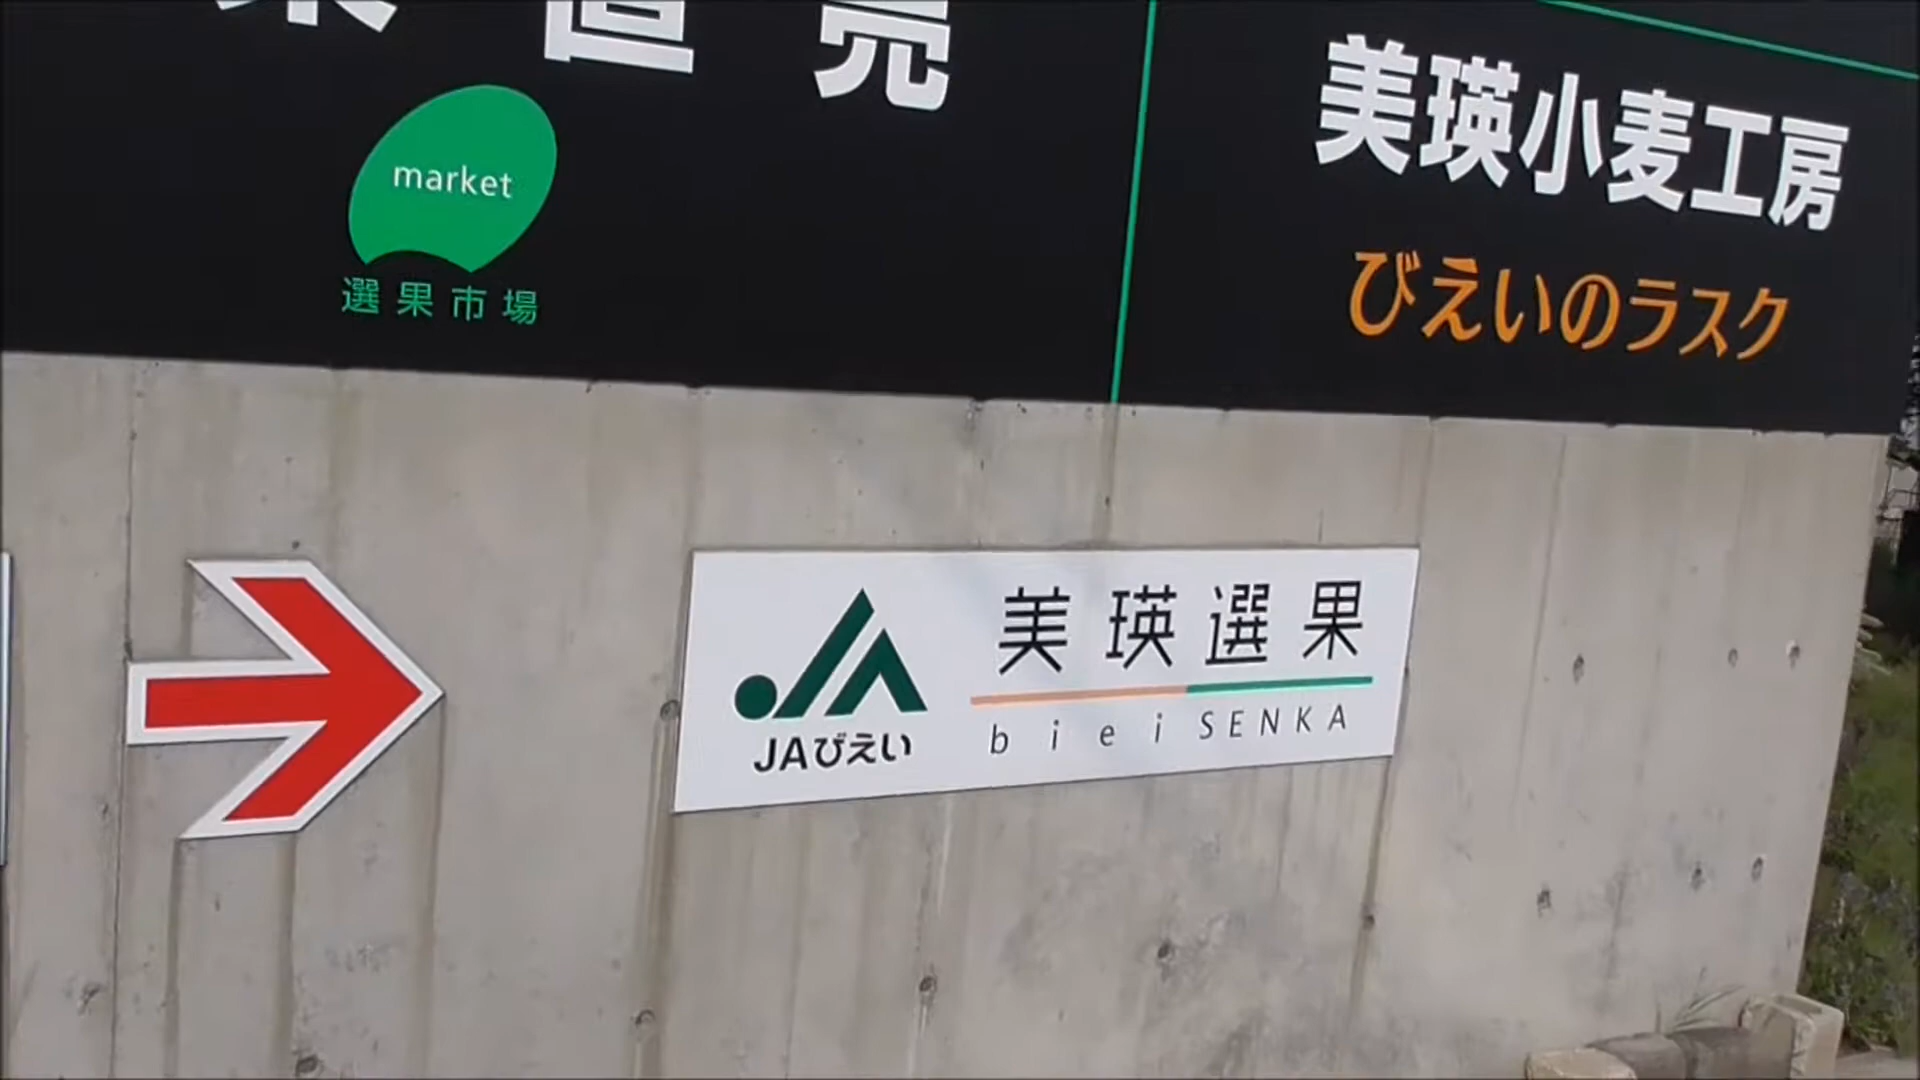 直売
market
選果市場
美瑛小麦工房
びえいのラスク
美瑛選果
biei SENKA
JAびえい